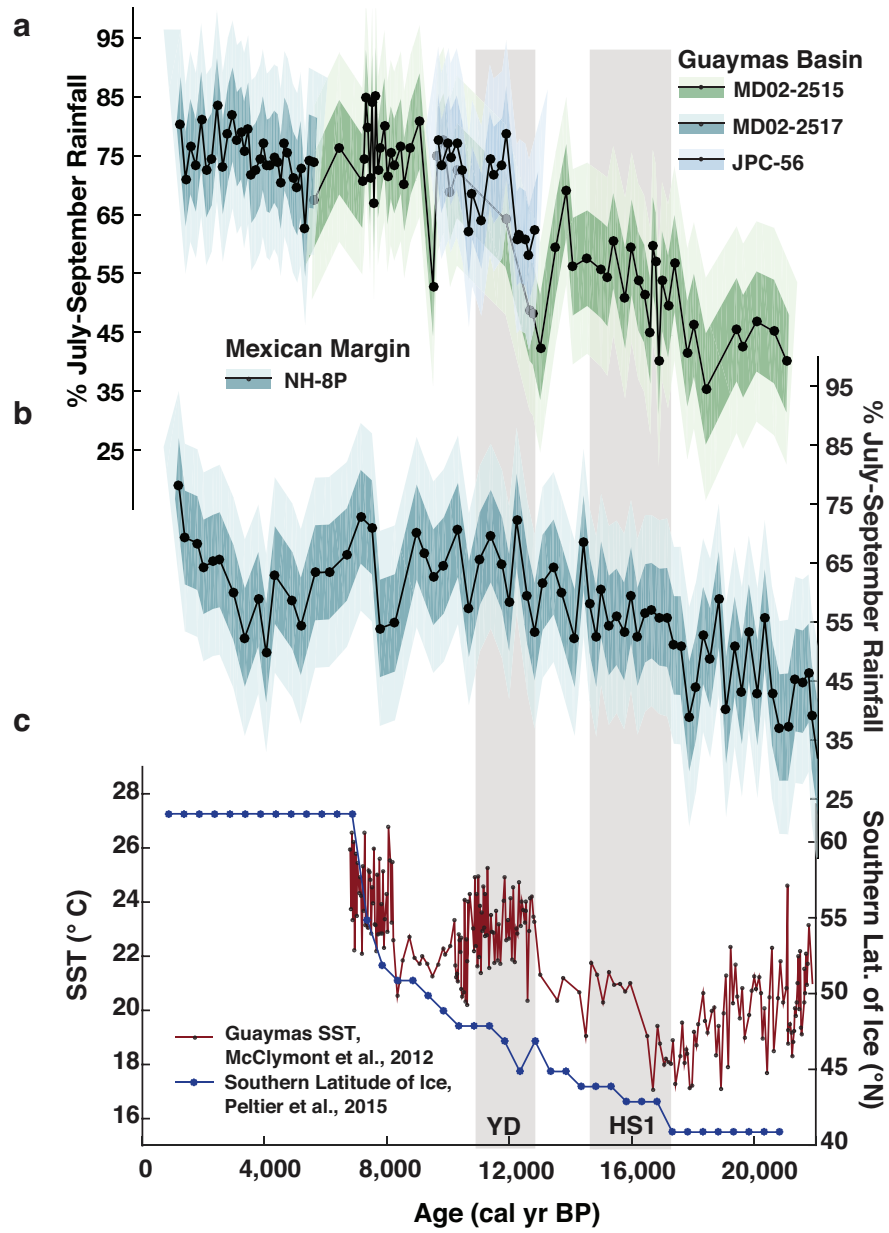 a
95
85
75
65
55
45
35
25
% July-September Rainfall
Guaymas Basin
MD02-2515
MD02-2517
JPC-56
Mexican Margin
NH-8P
b
95
85
75
65
55
45
35
25
% July-September Rainfall
c
28
26
24
22
20
18
16
SST (° C)
60
55
50
45
40
Southern Lat. of Ice (°N)
Guaymas SST,
McClymont et al., 2012
Southern Latitude of Ice,
Peltier et al., 2015
YD
HS1
0
4,000
8,000
12,000
16,000
20,000
Age (cal yr BP)